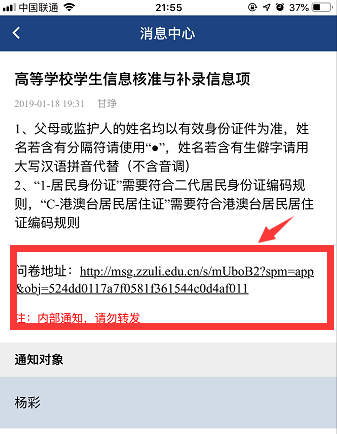 中国联通 21:55 37%
消息中心
高等学校学生信息核准与补录信息项
2019-01-18 19:31 甘琤
1、父母或监护人的姓名均以有效身份证件为准，姓
名若含有分隔符请使用“●”，姓名若含有生僻字请用
大写汉语拼音代替（不含音调）
2、“1-居民身份证”需要符合二代居民身份证编码规
则，“C-港澳台居民居住证”需要符合港澳台居民居住
证编码规则
问卷地址：http://msg.zzuli.edu.cn/s/mUboB2?spm=app
&obj=524dd0117a7f0581f361544c0d4af011
注：内部通知，请勿转发
通知对象
杨彩